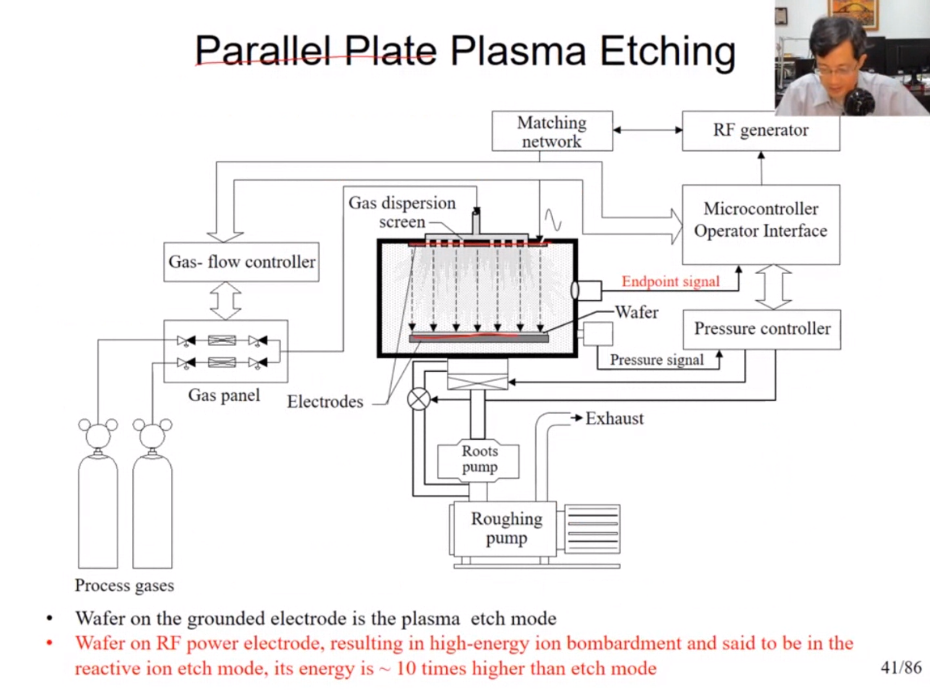 Parallel Plate Plasma Etching
Matching
network
RF generator
Gas dispersion
screen
Microcontroller
Operator Interface
Gas- flow controller
Endpoint signal
Wafer
Pressure controller
Pressure signal
Gas panel
Electrodes
Exhaust
Roots
pump
Roughing
pump
Process gases
• Wafer on the grounded electrode is the plasma etch mode
• Wafer on RF power electrode, resulting in high-energy ion bombardment and said to be in the
reactive ion etch mode, its energy is ~ 10 times higher than etch mode
41/86